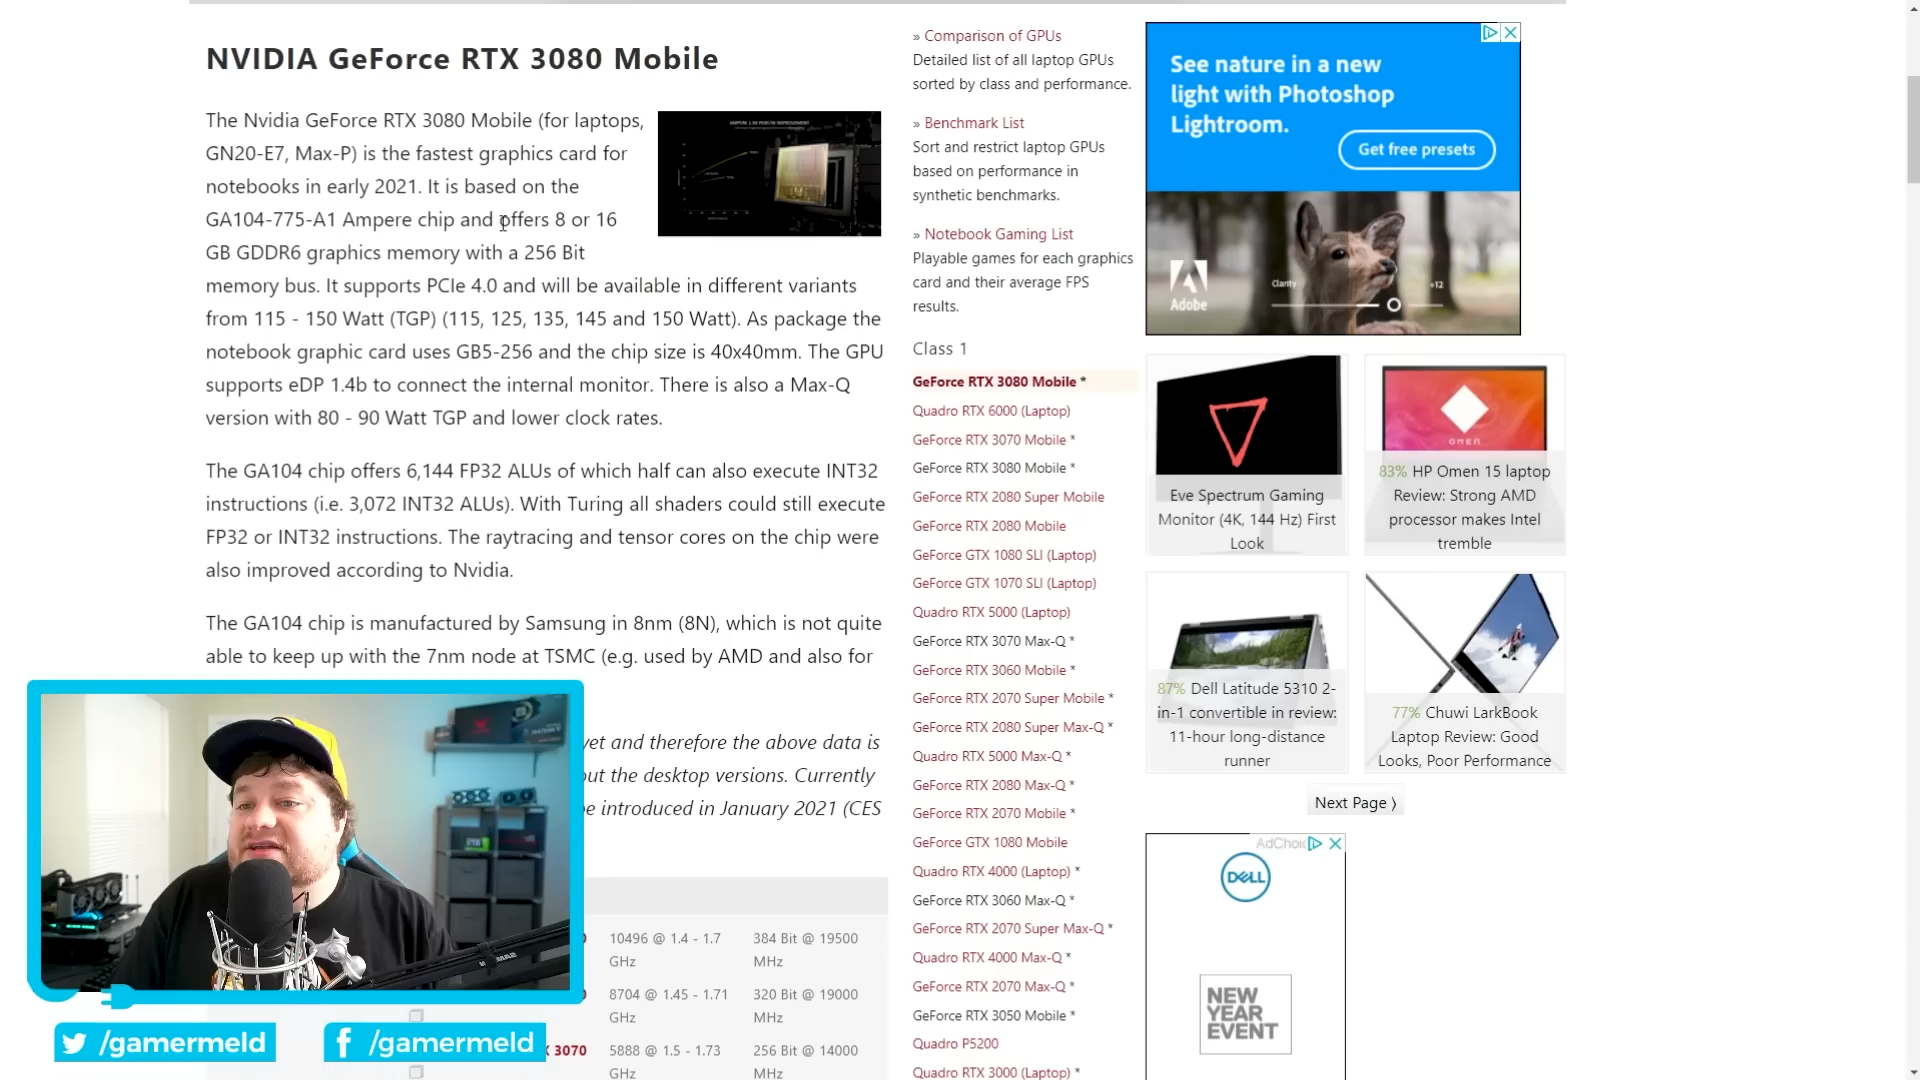 NVIDIA GeForce RTX 3080 Mobile
The Nvidia GeForce RTX 3080 Mobile (for laptops,
GN20-E7, Max-P) is the fastest graphics card for
notebooks in early 2021. It is based on the
GA104-775-A1 Ampere chip and offers 8 or 16
GB GDDR6 graphics memory with a 256 Bit
memory bus. It supports PCIe 4.0 and will be available in different variants
from 115 - 150 Watt (TGP) (115, 125, 135, 145 and 150 Watt). As package the
notebook graphic card uses GB5-256 and the chip size is 40x40mm. The GPU
supports eDP 1.4b to connect the internal monitor. There is also a Max-Q
version with 80 - 90 Watt TGP and lower clock rates.
The GA104 chip offers 6,144 FP32 ALUs of which half can also execute INT32
instructions (i.e. 3,072 INT32 ALUs). With Turing all shaders could still execute
FP32 or INT32 instructions. The raytracing and tensor cores on the chip were
also improved according to Nvidia.
The GA104 chip is manufactured by Samsung in 8nm (8N), which is not quite
able to keep up with the 7nm node at TSMC (e.g. used by AMD and also for
yet and therefore the above data is
out the desktop versions. Currently
be introduced in January 2021 (CES
10496 @ 1.4 - 1.7
GHz
384 Bit @ 19500
MHz
8704 @ 1.45 - 1.71
GHz
320 Bit @ 19000
MHz
3070
5888 @ 1.5 - 1.73
GHz
256 Bit @ 14000
MHz
/gamermeld
/gamermeld
» Comparison of GPUs
Detailed list of all laptop GPUs
sorted by class and performance.
» Benchmark List
Sort and restrict laptop GPUs
based on performance in
synthetic benchmarks.
» Notebook Gaming List
Playable games for each graphics
card and their average FPS
results.
Class 1
GeForce RTX 3080 Mobile *
Quadro RTX 6000 (Laptop)
GeForce RTX 3070 Mobile *
GeForce RTX 3080 Mobile *
GeForce RTX 2080 Super Mobile
GeForce RTX 2080 Mobile
GeForce GTX 1080 SLI (Laptop)
GeForce GTX 1070 SLI (Laptop)
Quadro RTX 5000 (Laptop)
GeForce RTX 3070 Max-Q *
GeForce RTX 3060 Mobile *
GeForce RTX 2070 Super Mobile *
GeForce RTX 2080 Super Max-Q *
Quadro RTX 5000 Max-Q *
GeForce RTX 2080 Max-Q *
GeForce RTX 2070 Mobile *
GeForce GTX 1080 Mobile
Quadro RTX 4000 (Laptop) *
GeForce RTX 3060 Max-Q *
GeForce RTX 2070 Super Max-Q *
Quadro RTX 4000 Max-Q *
GeForce RTX 2070 Max-Q *
GeForce RTX 3050 Mobile *
Quadro P5200
Quadro RTX 3000 (Laptop) *
See nature in a new
light with Photoshop
Lightroom.
Get free presets
Adobe
Clarity
+12
Eve Spectrum Gaming
Monitor (4K, 144 Hz) First
Look
OMEN
83% HP Omen 15 laptop
Review: Strong AMD
processor makes Intel
tremble
87% Dell Latitude 5310 2-
in-1 convertible in review:
11-hour long-distance
runner
77% Chuwi LarkBook
Laptop Review: Good
Looks, Poor Performance
Next Page ⟩
AdChoi
DELL
NEW
YEAR
EVENT